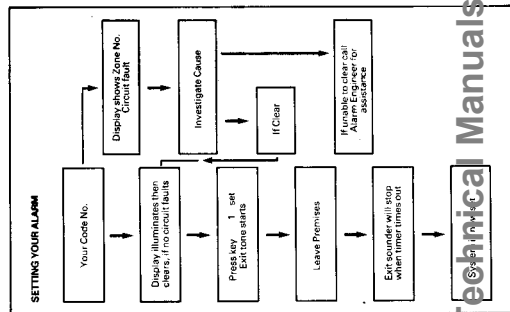 SETTING YOUR ALARM
Your Code No.
Display illuminates then
clears, if no circuit faults
Press key 1 set
Exit tone starts
Leave Premises
Exit sounder will stop
when timer times out
System
set
Display shows Zone No.
Circuit fault
Investigate Cause
If Clear
If unable to clear call
Alarm Engineer for
assistance
Technical Manuals